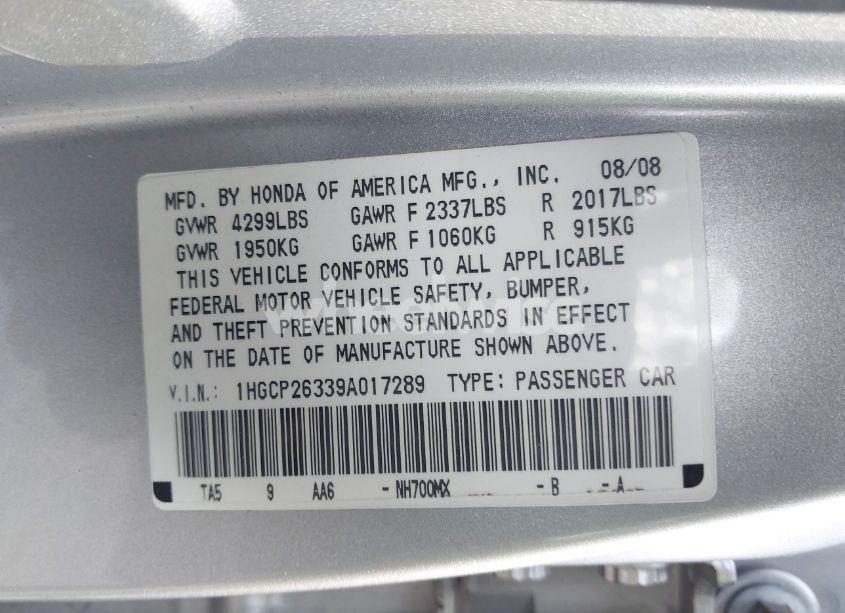 MFD. BY HONDA OF AMERICA MFG., INC. 08/08
GVWR 4299LBS GAWR F 2337LBS R 2017LBS
GVWR 1950KG GAWR F 1060KG R 915KG
THIS VEHICLE CONFORMS TO ALL APPLICABLE
FEDERAL MOTOR VEHICLE SAFETY, BUMPER,
AND THEFT PREVENTION STANDARDS IN EFFECT
ON THE DATE OF MANUFACTURE SHOWN ABOVE.
V.I.N.: 1HGCP26339A017289 TYPE: PASSENGER CAR
TA5 9 AA6 - NH700MX - B - A